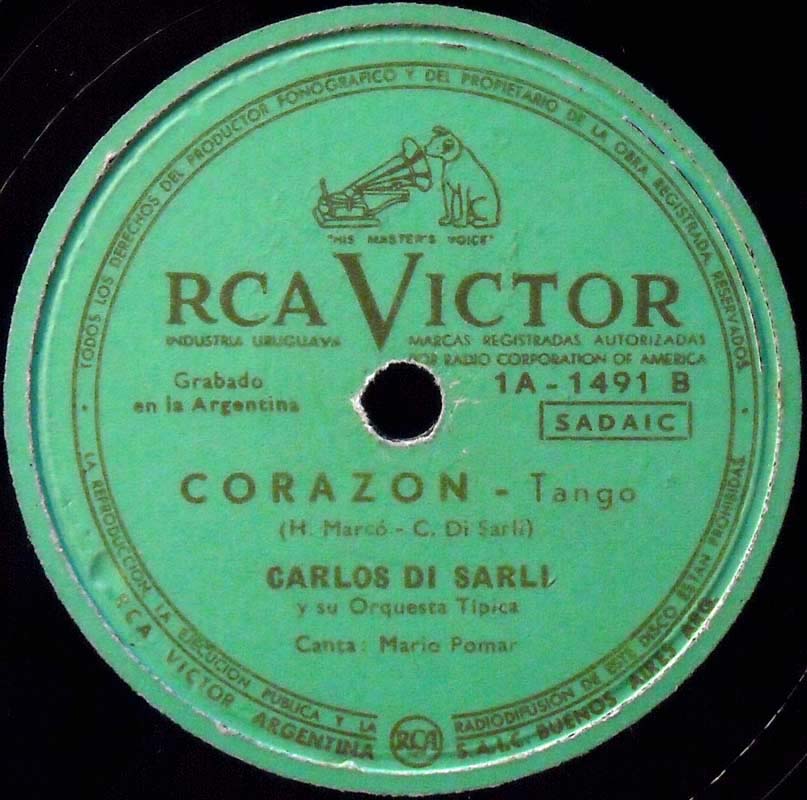 TODOS LOS DERECHOS DEL PRODUCTOR FONOGRAFICO Y DEL PROPIETARIO DE LA OBRA REGISTRADA, RESERVADOS
"HIS MASTER'S VOICE"
RCA VICTOR
INDUSTRIA URUGUAYA
MARCAS REGISTRADAS AUTORIZADAS
POR RADIO CORPORATION OF AMERICA
Grabado
en la Argentina
1A-1491 B
SADAIC
CORAZON - Tango
(H. Marcó - C. Di Sarli)
CARLOS DI SARLI
y su Orquesta Típica
Canta: Mario Pomar
LA REPRODUCCION, LA EJECUCION PUBLICA Y LA RADIODIFUSION DE ESTE DISCO ESTAN PROHIBIDAS
RCA VICTOR ARGENTINA RCA S.A.I.C. BUENOS AIRES ARG